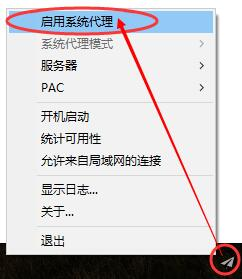 启用系统代理
系统代理模式
服务器
PAC
开机启动
统计可用性
允许来自局域网的连接
显示日志...
关于...
退出